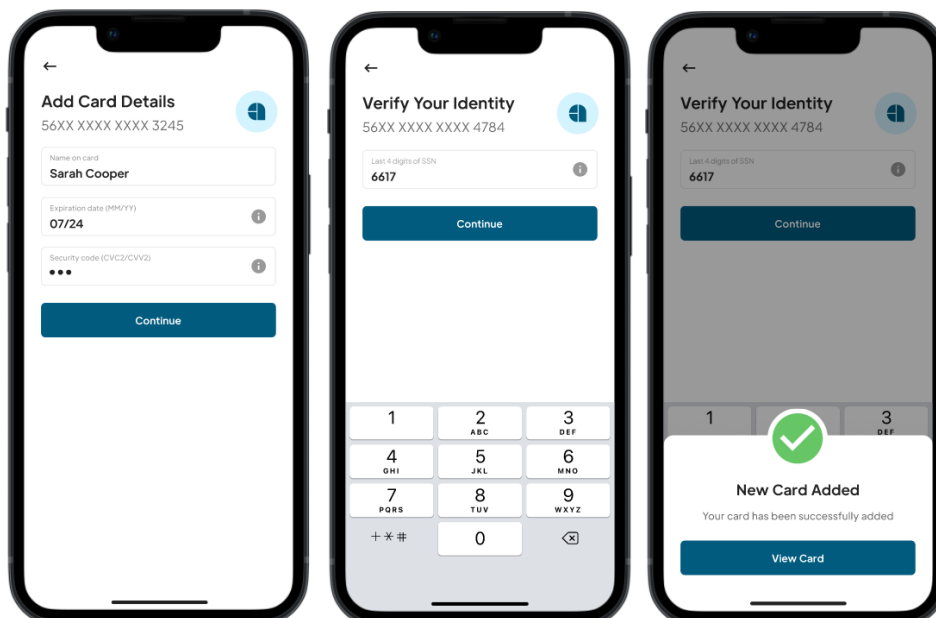 Add Card Details
56XX XXXX XXXX 3245
Name on card
Sarah Cooper
Expiration date (MM/YY)
07/24
Security code (CVC2/CVV2)
•••
Continue
Verify Your Identity
56XX XXXX XXXX 4784
Last 4 digits of SSN
6617
Continue
1 2 3
ABC DEF
4 5 6
GHI JKL MNO
7 8 9
PQRS TUV WXYZ
+*# 0
Verify Your Identity
56XX XXXX XXXX 4784
Last 4 digits of SSN
6617
Continue
1 3
DEF
New Card Added
Your card has been successfully added
View Card